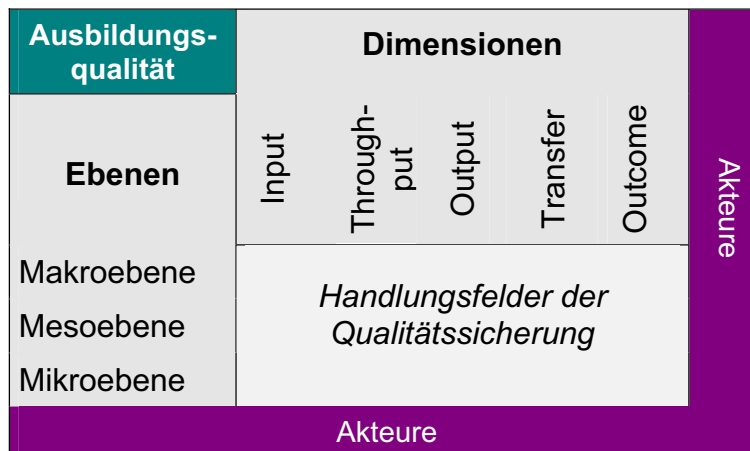 Ausbildungs-
qualität
Dimensionen
Ebenen
Input
Through-
put
Output
Transfer
Outcome
Akteure
Makroebene
Mesoebene
Mikroebene
Handlungsfelder der
Qualitätssicherung
Akteure